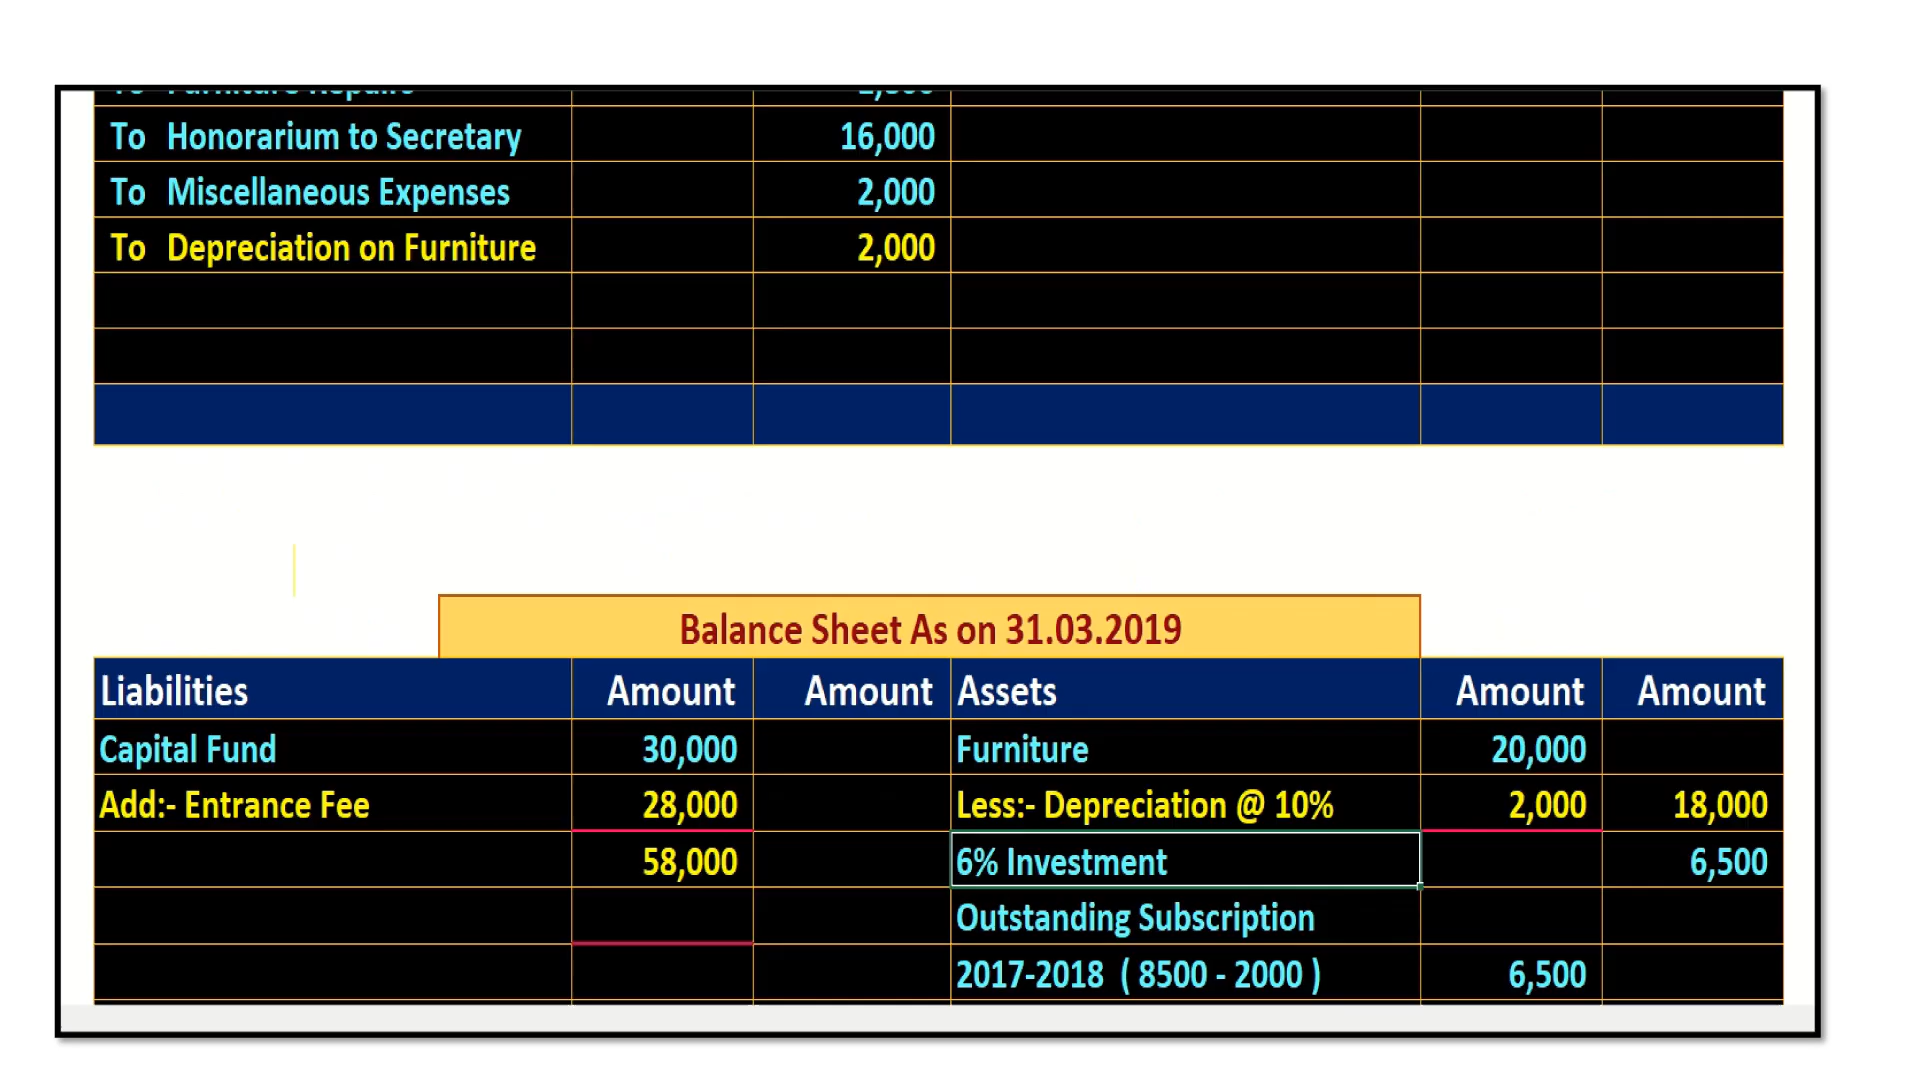 To Honorarium to Secretary 16,000
To Miscellaneous Expenses 2,000
To Depreciation on Furniture 2,000
Balance Sheet As on 31.03.2019
Liabilities Amount Amount Assets Amount Amount
Capital Fund 30,000 Furniture 20,000
Add:- Entrance Fee 28,000 Less:- Depreciation @ 10% 2,000 18,000
58,000 6% Investment 6,500
Outstanding Subscription
2017-2018 ( 8500 - 2000 ) 6,500